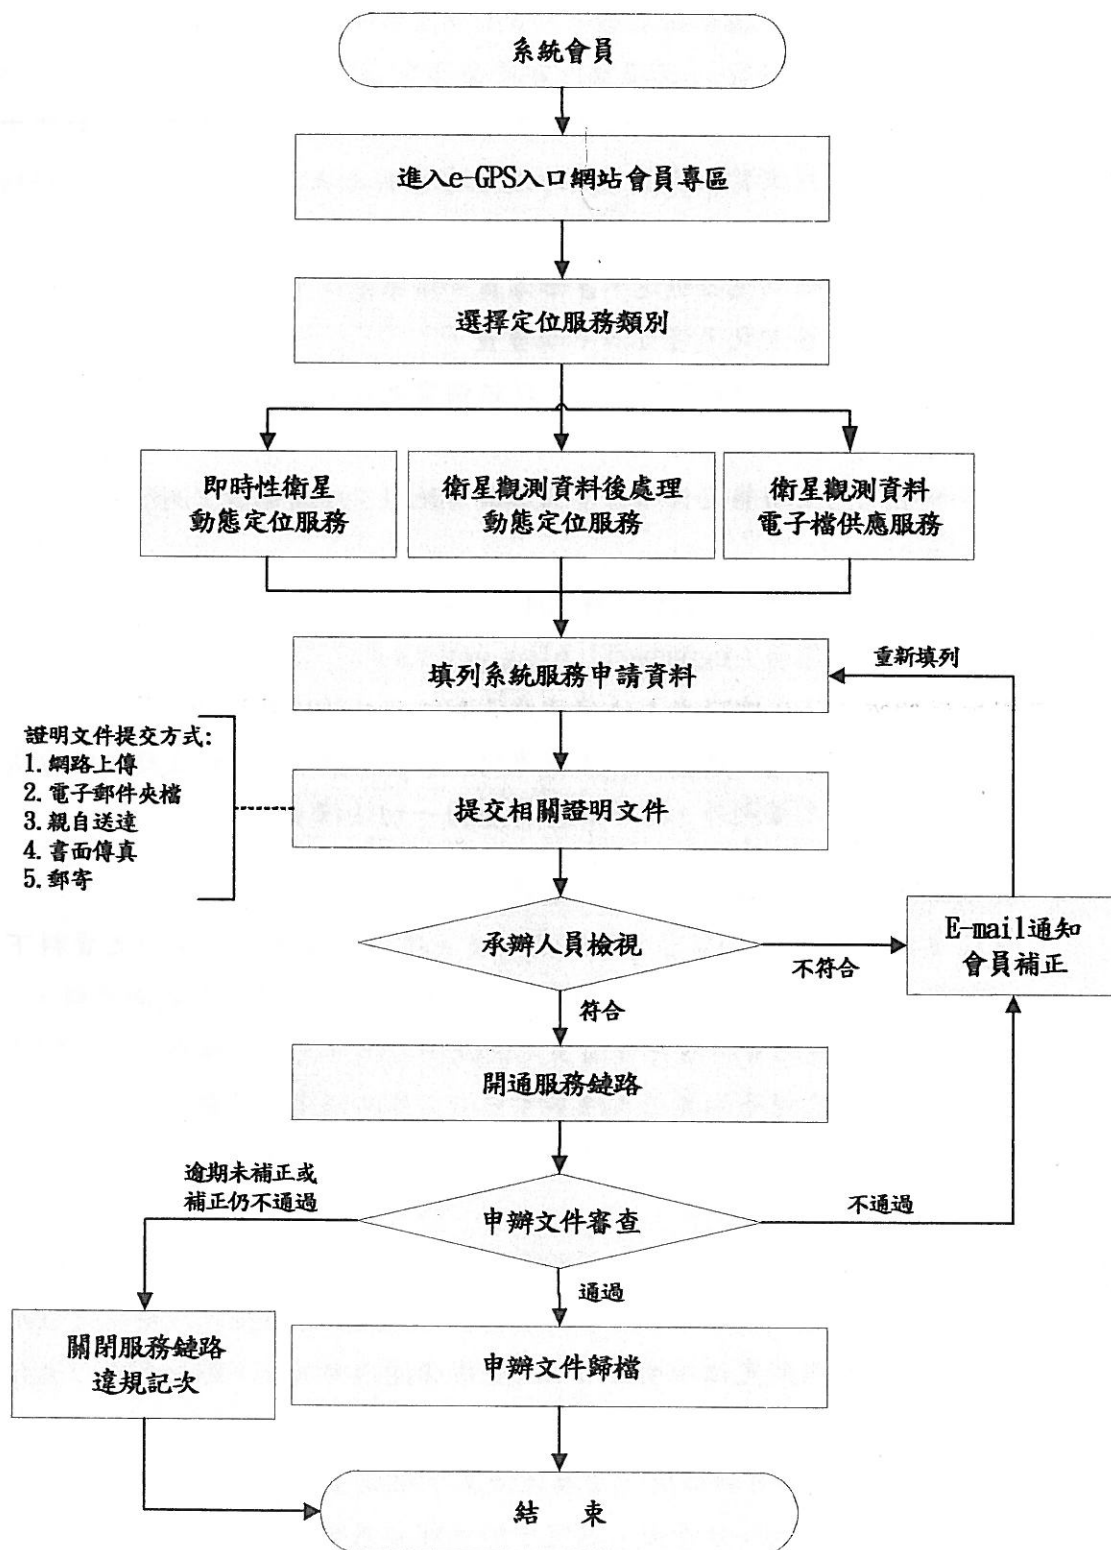 系統會員
進入e-GPS入口網站會員專區
選擇定位服務類別
即時性衛星
動態定位服務
衛星觀測資料後處理
動態定位服務
衛星觀測資料
電子檔供應服務
填列系統服務申請資料
重新填列
證明文件提交方式:
1. 網路上傳
2. 電子郵件夾檔
3. 親自送達
4. 書面傳真
5. 郵寄
提交相關證明文件
承辦人員檢視
不符合
E-mail通知
會員補正
符合
開通服務鏈路
逾期未補正或
補正仍不通過
申辦文件審查
不通過
通過
關閉服務鏈路
違規記次
申辦文件歸檔
結 束